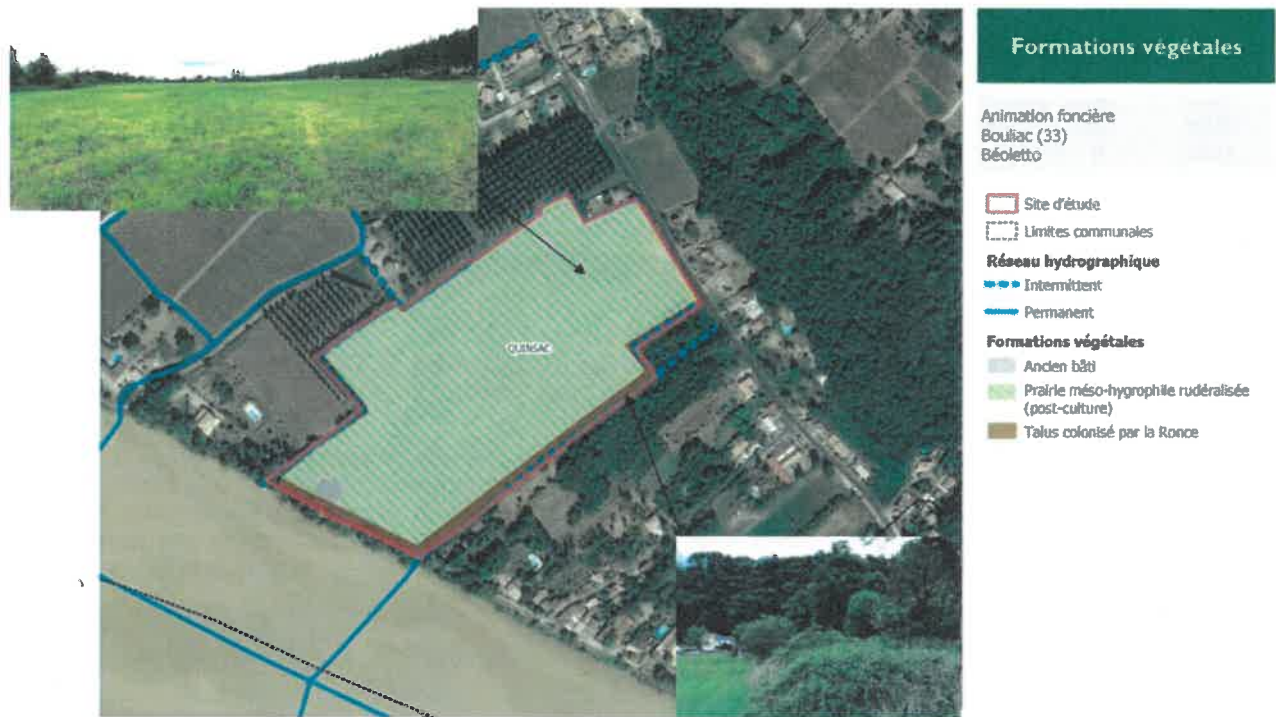 Formations végétales
Animation foncière
Bouliac (33)
Béoletto
Site d'étude
Limites communales
Réseau hydrographique
Intermittent
Permanent
Formations végétales
Ancien bâti
Prairie méso-hygrophile rudéralisée
(post-culture)
Talus colonisé par la Ronce
QUINSAC